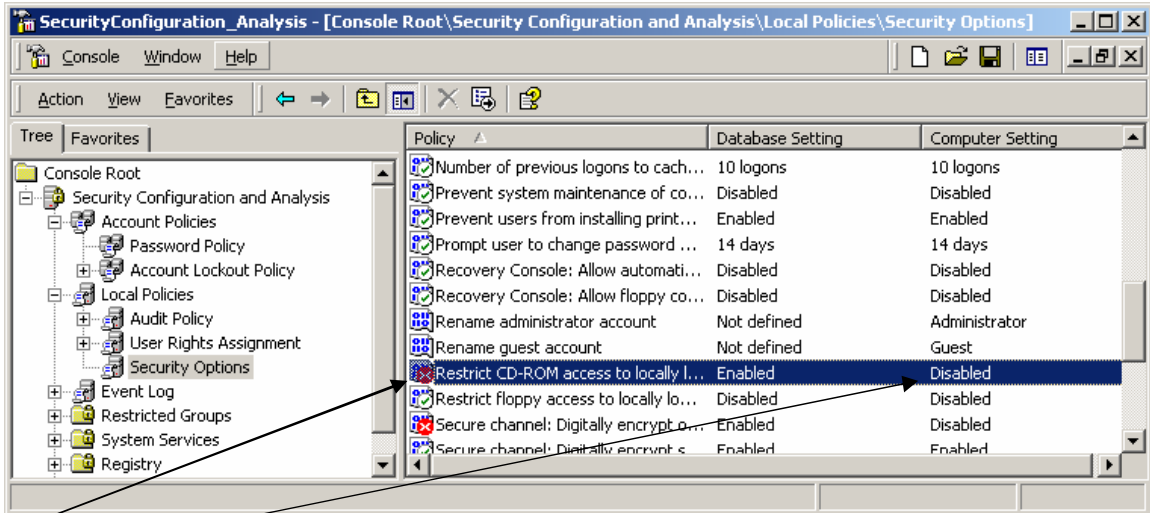 SecurityConfiguration_Analysis - [Console Root\Security Configuration and Analysis\Local Policies\Security Options]
Console Window Help
Action View Favorites
Tree Favorites
Policy Database Setting Computer Setting
Console Root
Security Configuration and Analysis
Account Policies
Password Policy
Account Lockout Policy
Local Policies
Audit Policy
User Rights Assignment
Security Options
Event Log
Restricted Groups
System Services
Registry
Number of previous logons to cach... 10 logons 10 logons
Prevent system maintenance of co... Disabled Disabled
Prevent users from installing print... Enabled Enabled
Prompt user to change password ... 14 days 14 days
Recovery Console: Allow automati... Disabled Disabled
Recovery Console: Allow floppy co... Disabled Disabled
Rename administrator account Not defined Administrator
Rename guest account Not defined Guest
Restrict CD-ROM access to locally l... Enabled Disabled
Restrict floppy access to locally lo... Disabled Disabled
Secure channel: Digitally encrypt o... Enabled Disabled
Secure channel: Digitally encrypt s Enabled Enabled